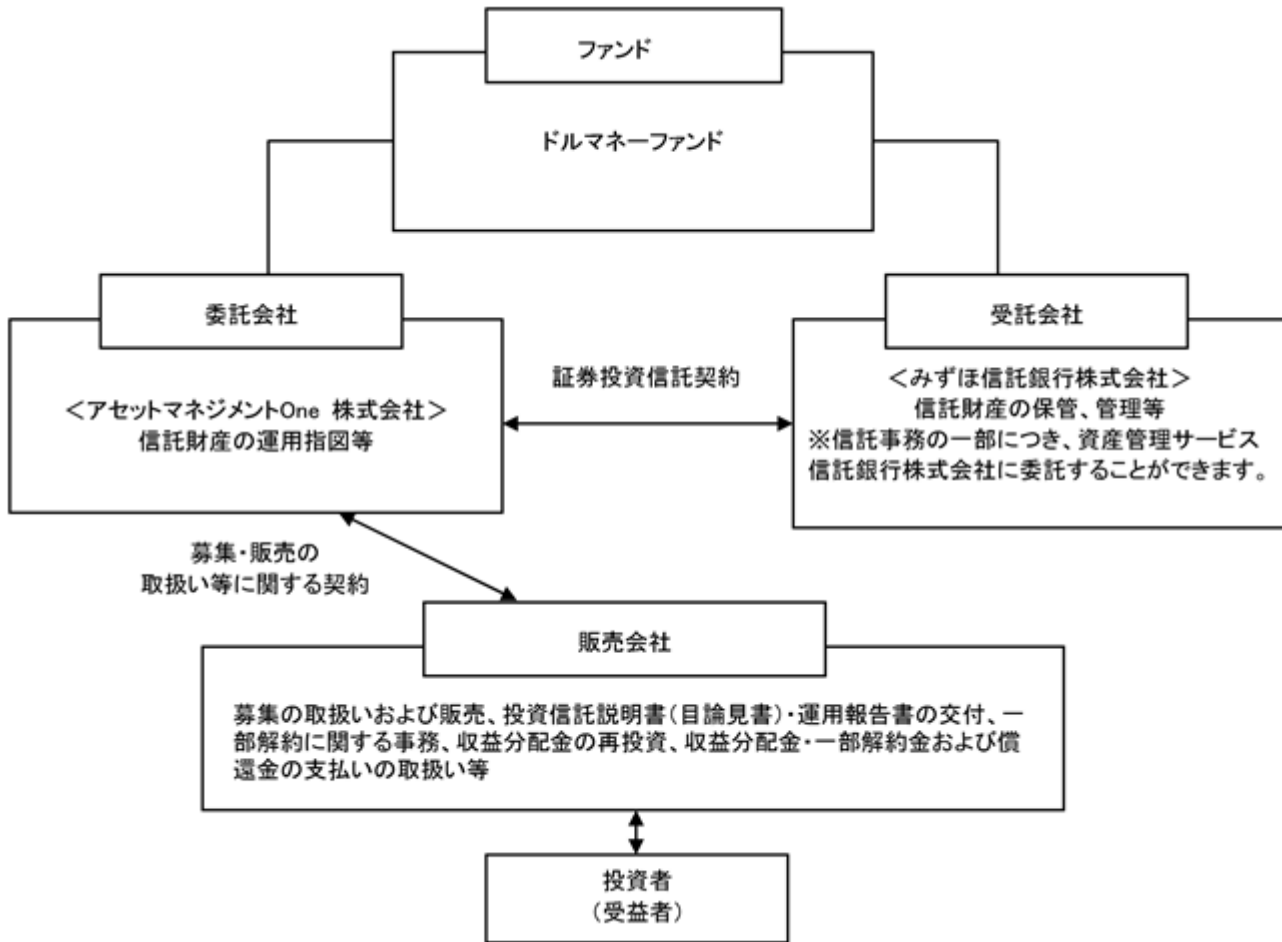 ファンド
ドルマネーファンド
委託会社
<アセットマネジメントOne 株式会社>
信託財産の運用指図等
証券投資信託契約
受託会社
<みずほ信託銀行株式会社>
信託財産の保管、管理等
※信託事務の一部につき、資産管理サービス
信託銀行株式会社に委託することができます。
募集・販売の
取扱い等に関する契約
販売会社
募集の取扱いおよび販売、投資信託説明書(目論見書)・運用報告書の交付、一
部解約に関する事務、収益分配金の再投資、収益分配金・一部解約金および償
還金の支払いの取扱い等
投資者
(受益者)